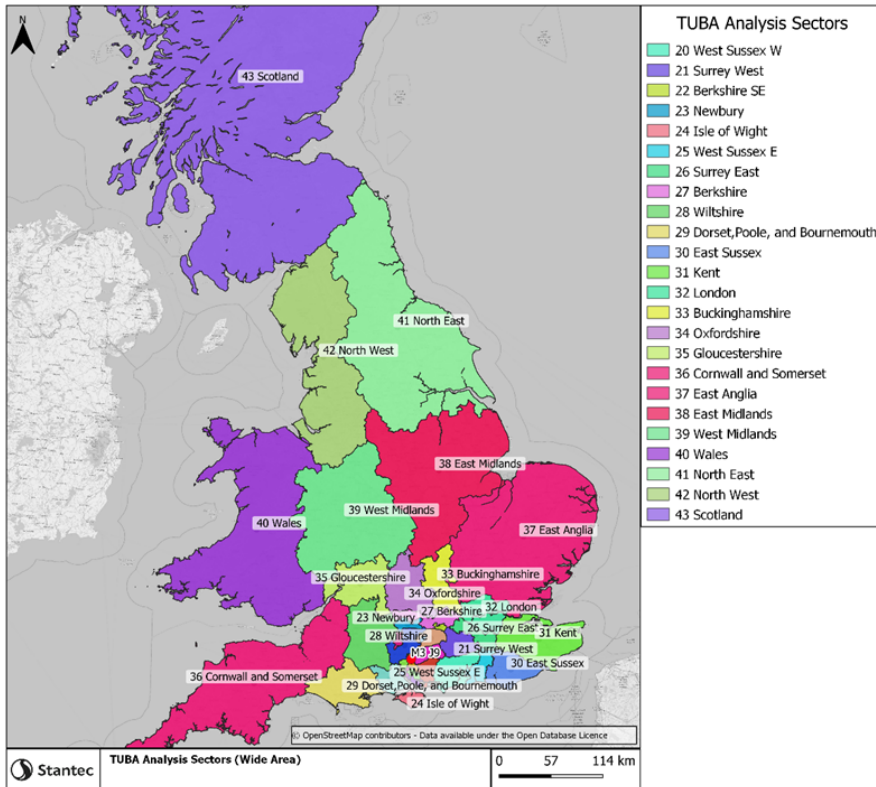 N
43 Scotland
41 North East
42 North West
38 East Midlands
39 West Midlands
40 Wales
37 East Anglia
35 Gloucestershire
33 Buckinghamshire
34 Oxfordshire
27 Berkshire
32 London
23 Newbury
26 Surrey East
31 Kent
28 Wiltshire
M3 J9
21 Surrey West
30 East Sussex
36 Cornwall and Somerset
25 West Sussex E
29 Dorset,Poole, and Bournemouth
24 Isle of Wight
© OpenStreetMap contributors - Data available under the Open Database Licence
TUBA Analysis Sectors
20 West Sussex W
21 Surrey West
22 Berkshire SE
23 Newbury
24 Isle of Wight
25 West Sussex E
26 Surrey East
27 Berkshire
28 Wiltshire
29 Dorset,Poole, and Bournemouth
30 East Sussex
31 Kent
32 London
33 Buckinghamshire
34 Oxfordshire
35 Gloucestershire
36 Cornwall and Somerset
37 East Anglia
38 East Midlands
39 West Midlands
40 Wales
41 North East
42 North West
43 Scotland
Stantec
TUBA Analysis Sectors (Wide Area)
0 57 114 km